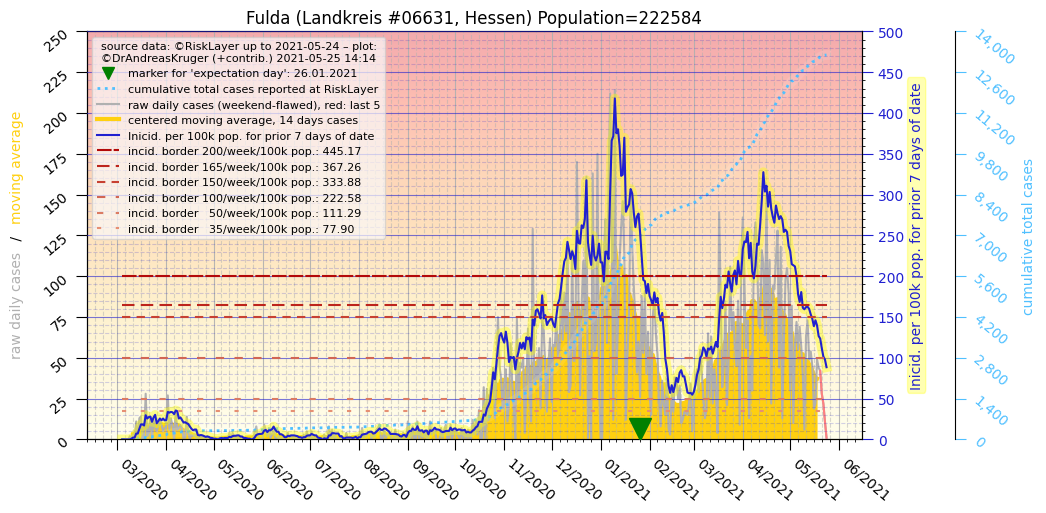 Fulda (Landkreis #06631, Hessen) Population=222584
source data: ©RiskLayer up to 2021-05-24 – plot:
©DrAndreasKruger (+contrib.) 2021-05-25 14:14
marker for 'expectation day': 26.01.2021
cumulative total cases reported at RiskLayer
raw daily cases (weekend-flawed), red: last 5
centered moving average, 14 days cases
Inicid. per 100k pop. for prior 7 days of date
incid. border 200/week/100k pop.: 445.17
incid. border 165/week/100k pop.: 367.26
incid. border 150/week/100k pop.: 333.88
incid. border 100/week/100k pop.: 222.58
incid. border 50/week/100k pop.: 111.29
incid. border 35/week/100k pop.: 77.90
raw daily cases / moving average
250
225
200
175
150
125
100
75
50
25
0
03/2020
04/2020
05/2020
06/2020
07/2020
08/2020
09/2020
10/2020
11/2020
12/2020
01/2021
02/2021
03/2021
04/2021
05/2021
06/2021
500
450
400
350
300
250
200
150
100
50
0
Inicid. per 100k pop. for prior 7 days of date
14,000
12,600
11,200
9,800
8,400
7,000
5,600
4,200
2,800
1,400
0
cumulative total cases